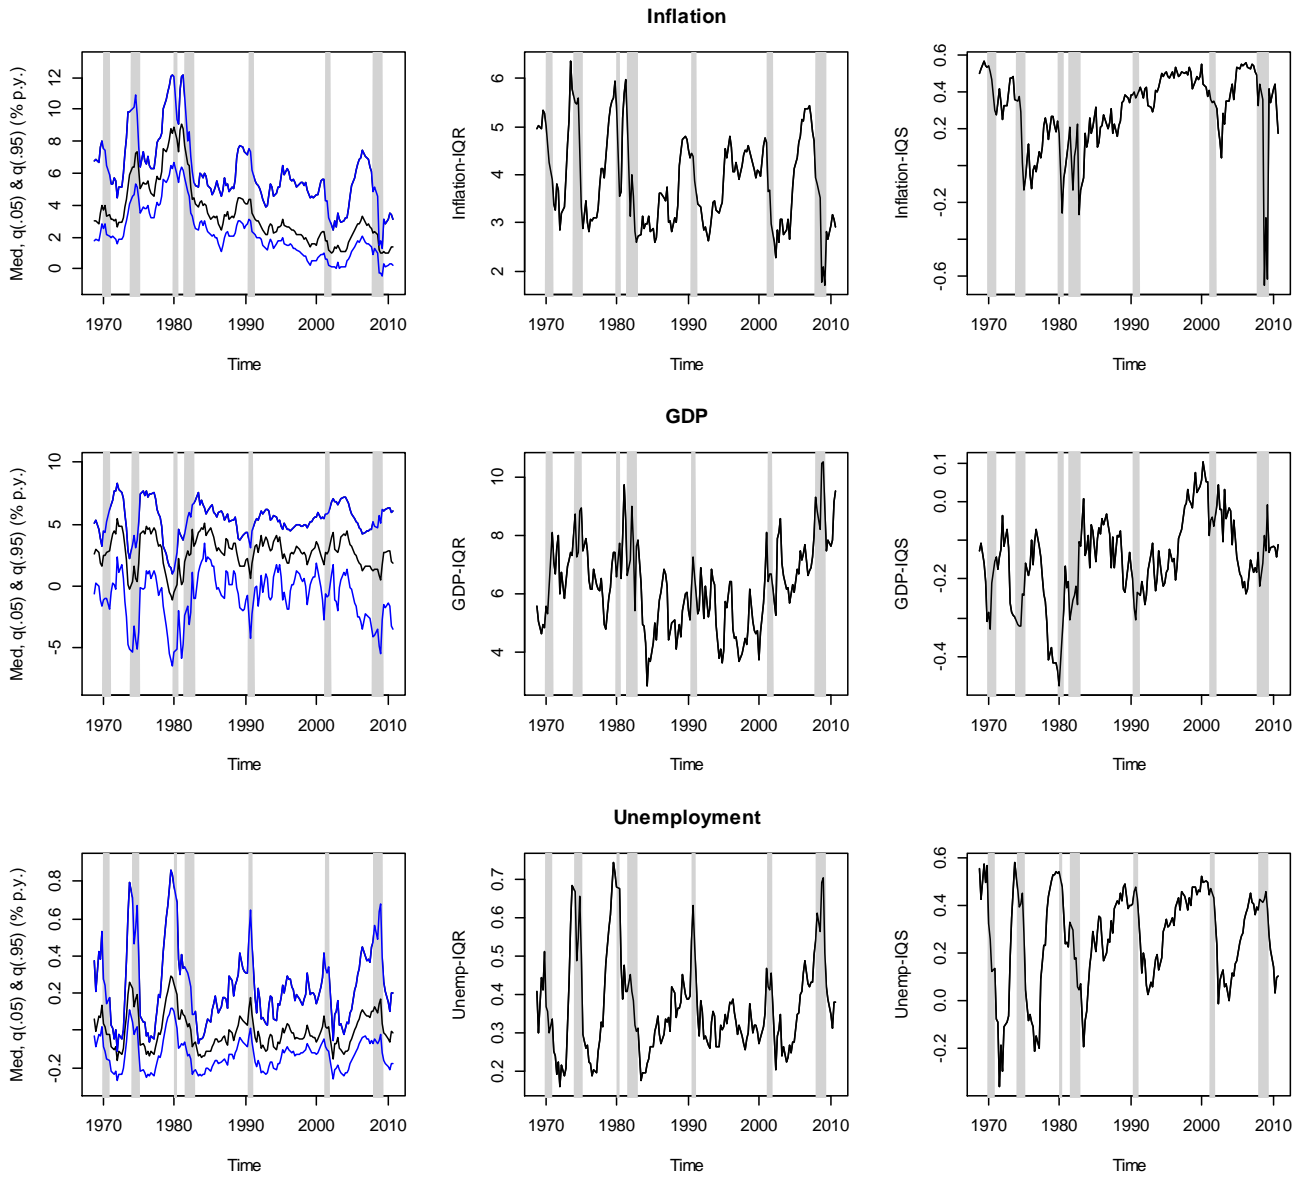 Inflation
Med, q(.05) & q(.95) (% p.y.)
0 2 4 6 8 10 12
1970 1980 1990 2000 2010
Time
Inflation-IQR
2 3 4 5 6
1970 1980 1990 2000 2010
Time
Inflation-IQS
-0.6 -0.2 0.2 0.4 0.6
1970 1980 1990 2000 2010
Time
GDP
Med, q(.05) & q(.95) (% p.y.)
-5 0 5 10
1970 1980 1990 2000 2010
Time
GDP-IQR
4 6 8 10
1970 1980 1990 2000 2010
Time
GDP-IQS
-0.4 -0.2 0.0 0.1
1970 1980 1990 2000 2010
Time
Unemployment
Med, q(.05) & q(.95) (% p.y.)
-0.2 0.2 0.4 0.6 0.8
1970 1980 1990 2000 2010
Time
Unemp-IQR
0.2 0.3 0.4 0.5 0.6 0.7
1970 1980 1990 2000 2010
Time
Unemp-IQS
-0.2 0.0 0.2 0.4 0.6
1970 1980 1990 2000 2010
Time